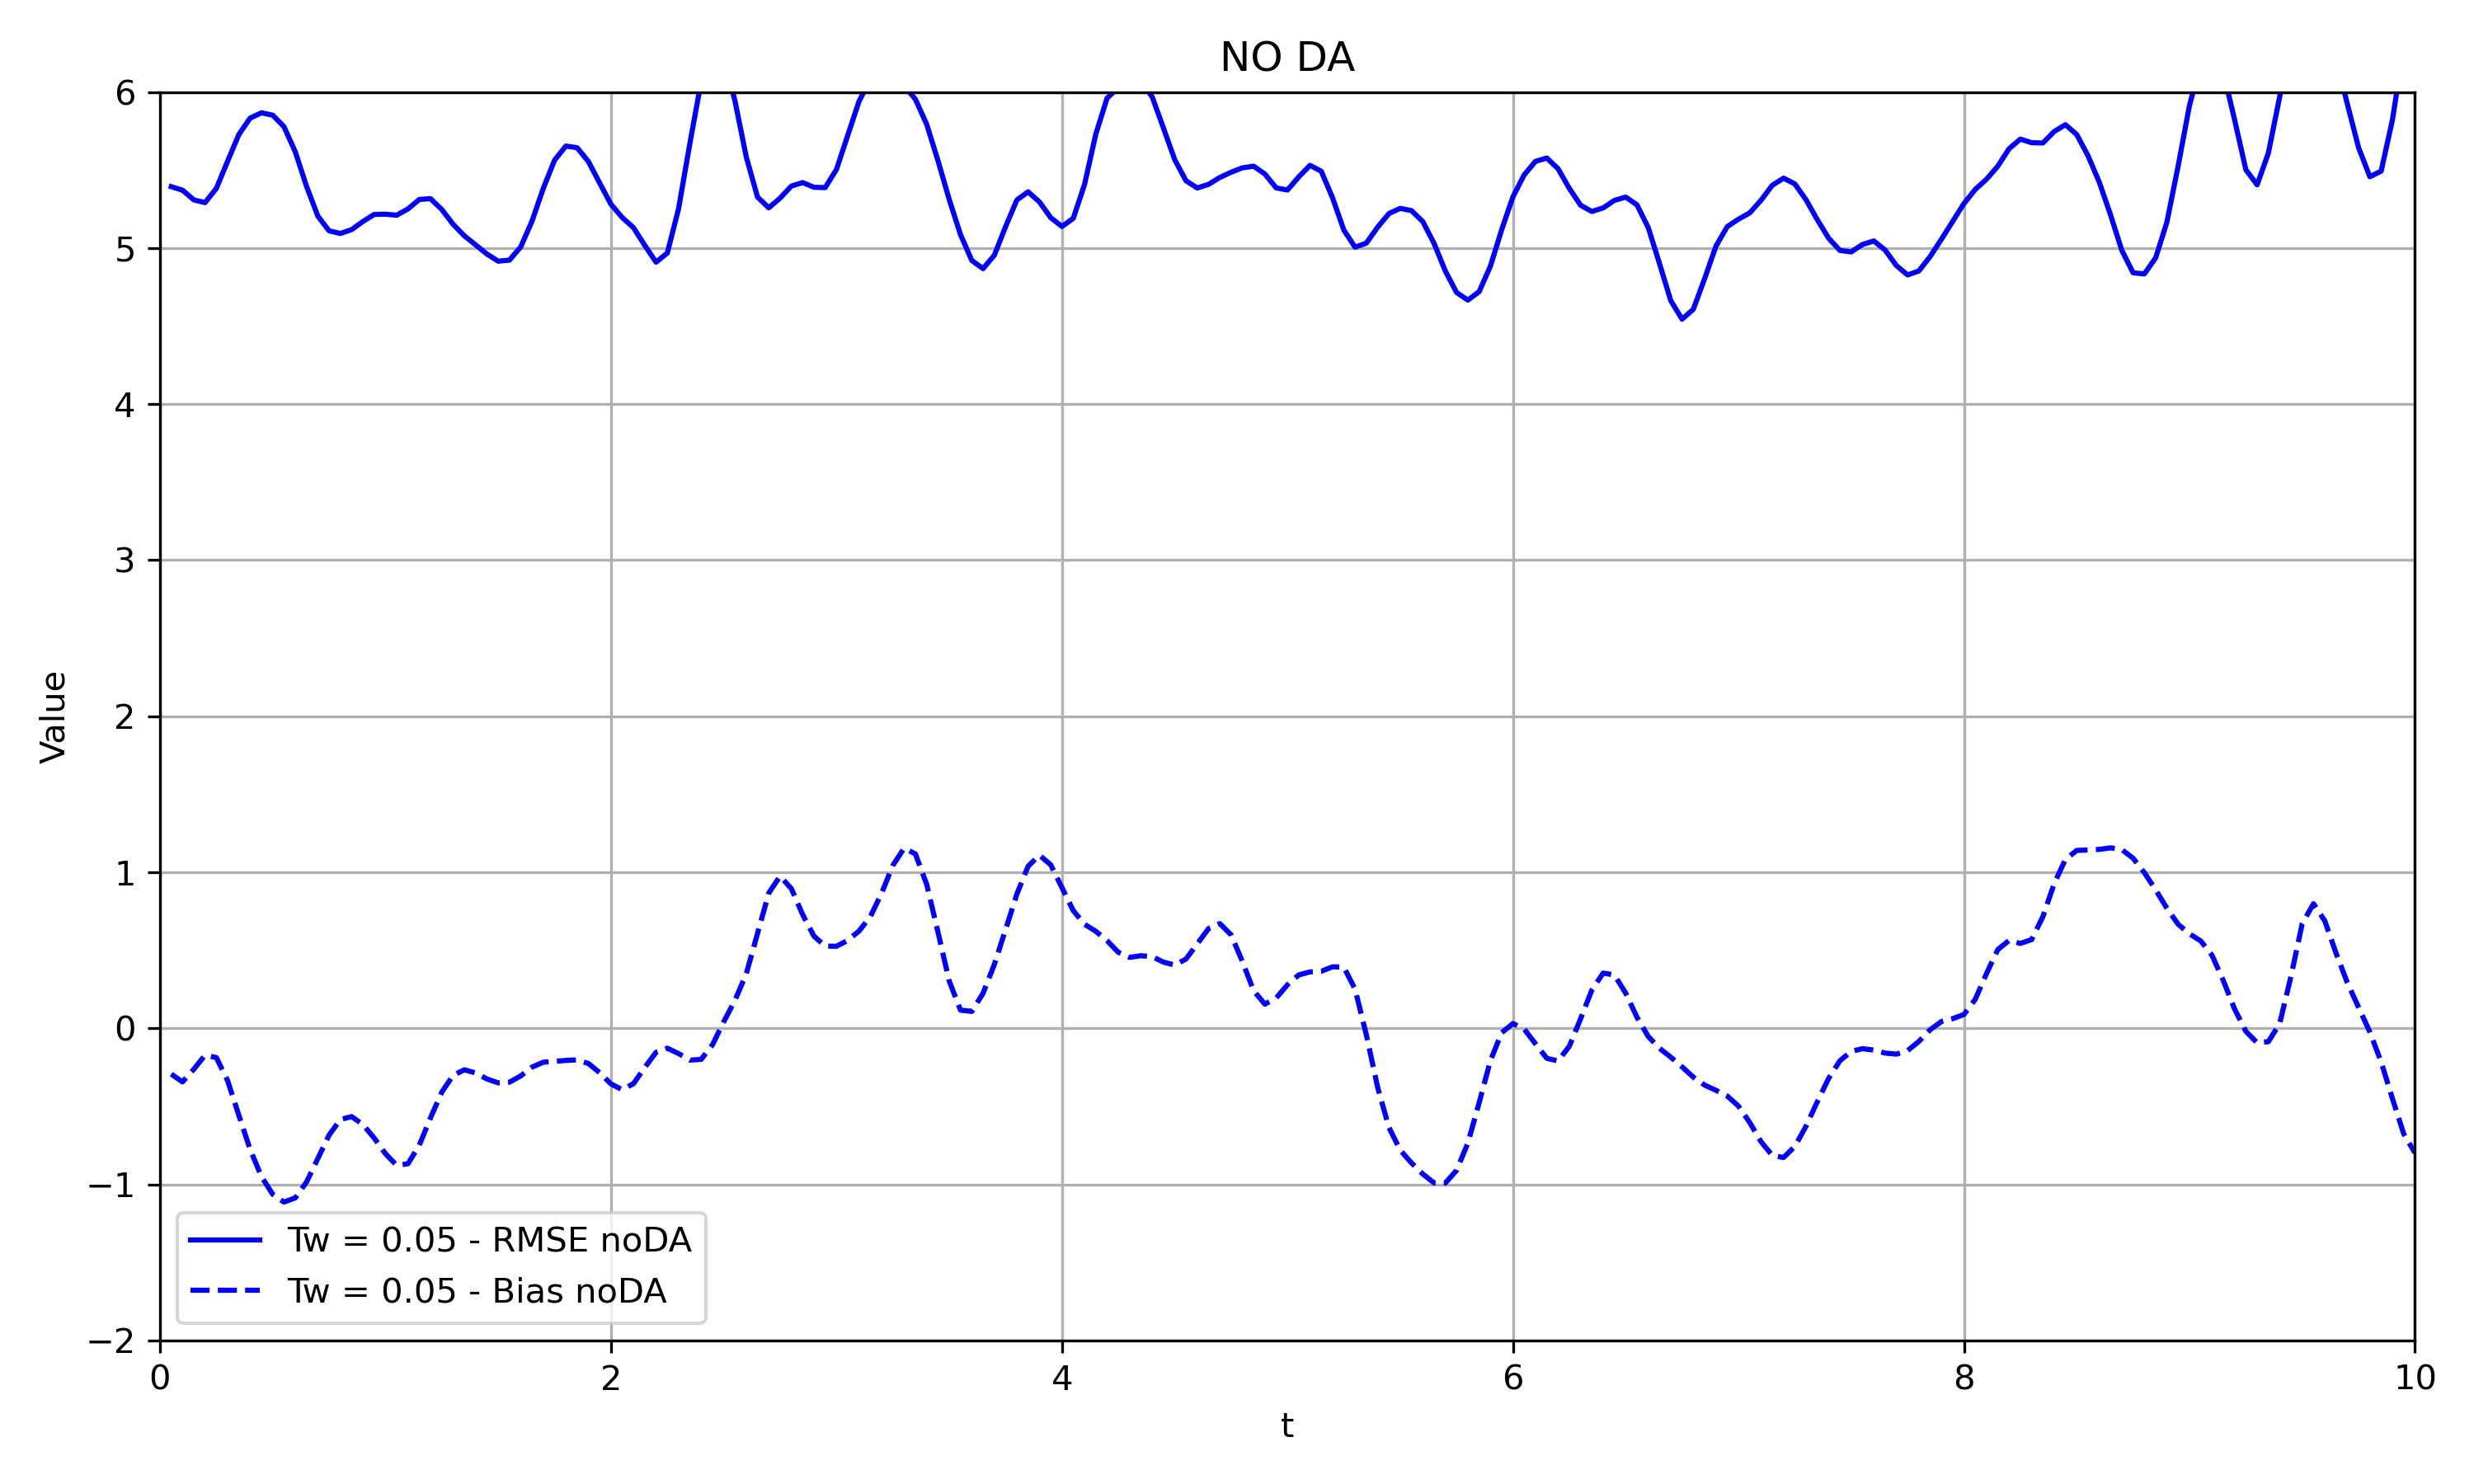 NO DA
6
5
4
3
2
1
0
−1
−2
Value
Tw = 0.05 - RMSE noDA
Tw = 0.05 - Bias noDA
0 2 4 6 8 10
t